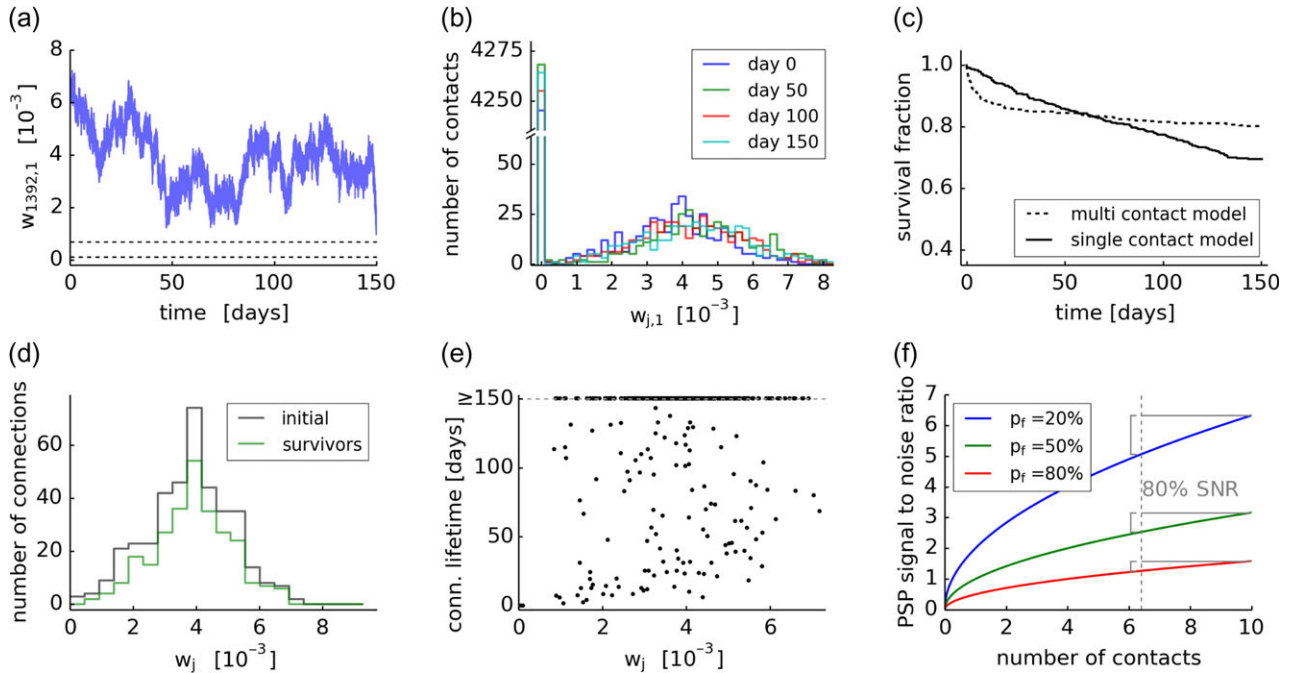 (a)
8
6
4
2
0
w13392,1 [10⁻³]
0
50
100
150
time [days]
(b)
4275
4250
50
25
0
number of contacts
day 0
day 50
day 100
day 150
0
1
2
3
4
5
6
7
8
wj,1 [10⁻³]
(c)
1.0
0.8
0.6
0.4
survival fraction
multi contact model
single contact model
0
50
100
150
time [days]
(d)
60
40
20
0
number of connections
initial
survivors
0
2
4
6
8
wj [10⁻³]
(e)
≥150
100
50
0
conn. lifetime [days]
0
2
4
6
wj [10⁻³]
(f)
7
6
5
4
3
2
1
0
PSP signal to noise ratio
pf =20%
pf =50%
pf =80%
80% SNR
0
2
4
6
8
10
number of contacts